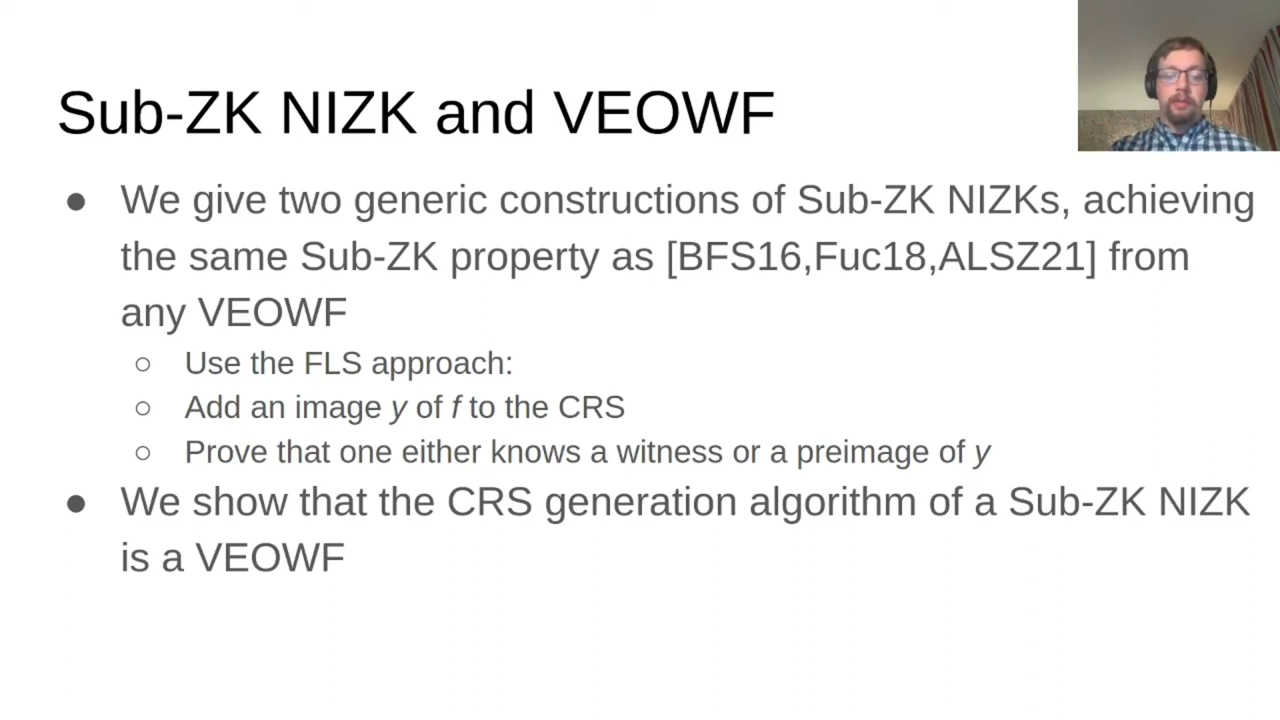 Sub-ZK NIZK and VEOWF
● We give two generic constructions of Sub-ZK NIZKs, achieving
the same Sub-ZK property as [BFS16,Fuc18,ALSZ21] from
any VEOWF
○ Use the FLS approach:
○ Add an image y of f to the CRS
○ Prove that one either knows a witness or a preimage of y
● We show that the CRS generation algorithm of a Sub-ZK NIZK
is a VEOWF